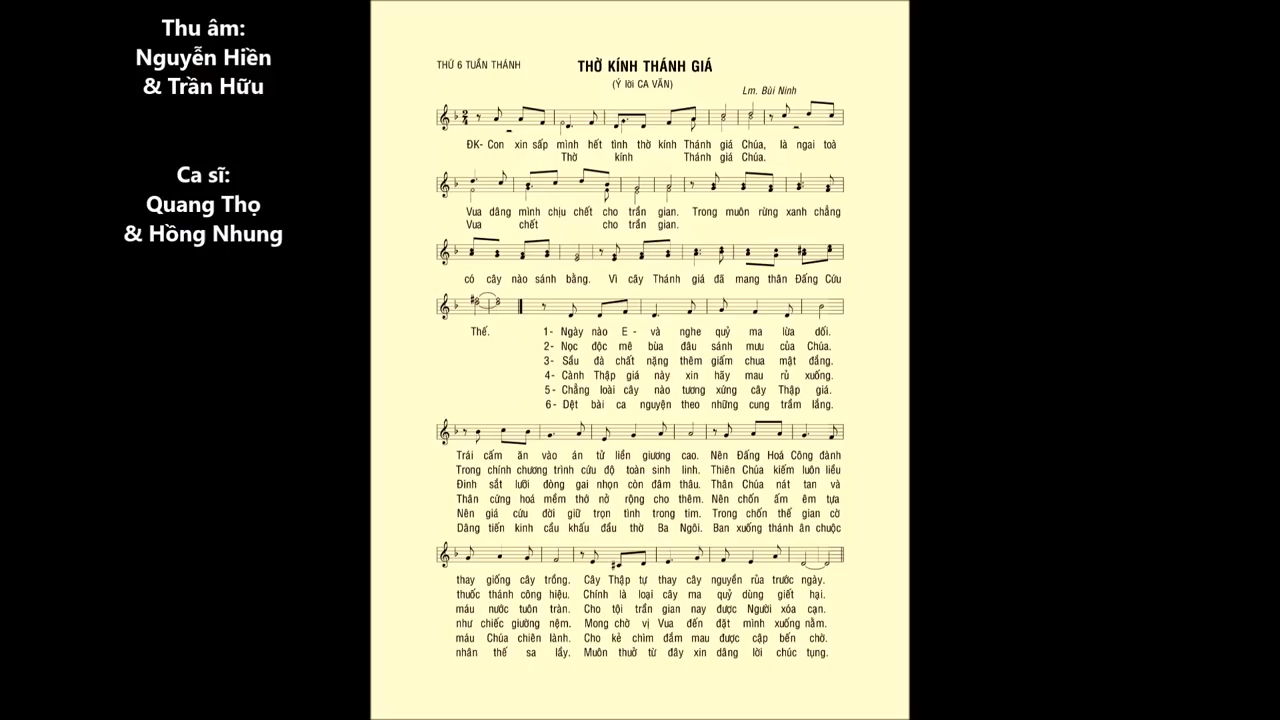 Thu âm:
Nguyễn Hiền
& Trần Hữu
Ca sĩ:
Quang Thọ
& Hồng Nhung
THỨ 6 TUẦN THÁNH
THỜ KÍNH THÁNH GIÁ
(Ý lời CA VÃN)
Lm. Bùi Ninh
ĐK- Con xin sấp mình hết tình thờ kính Thánh giá Chúa, là ngai toà
Thờ kính Thánh giá Chúa.
Vua dâng mình chịu chết cho trần gian. Trong muôn rừng xanh chẳng
Vua chết cho trần gian.
có cây nào sánh bằng. Vì cây Thánh giá đã mang thân Đấng Cứu
Thế.
1- Ngày nào E - và nghe quỷ ma lừa dối.
2- Nọc độc mê bùa đâu sánh mưu của Chúa.
3- Sầu đà chất nặng thêm giấm chua mật đắng.
4- Cành Thập giá này xin hãy mau rủ xuống.
5- Chẳng loài cây nào tương xứng cây Thập giá.
6- Dệt bài ca nguyện theo những cung trầm lắng.
Trái cấm ăn vào án tử liền giương cao. Nên Đấng Hoá Công đành
Trong chính chương trình cứu độ toàn sinh linh. Thiên Chúa kiếm luôn liều
Đinh sắt lưỡi đòng gai nhọn còn đâm thâu. Thân Chúa nát tan và
Thân cứng hoá mềm thớ nở rộng cho thêm. Nên chốn ấm êm tựa
Nên giá cứu đời giữ trọn tình trong tim. Trong chốn thế gian cờ
Dâng tiến kinh cầu khấu đầu thờ Ba Ngôi. Ban xuống thánh ân chuộc
thay giống cây trồng. Cây Thập tự thay cây nguyền rủa trước ngày.
thuốc thánh công hiệu. Chính là loại cây ma quỷ dùng giết hại.
máu nước tuôn tràn. Cho tội trần gian nay được Người xóa cạn.
như chiếc giường nệm. Mong chờ vị Vua đến đặt mình xuống nằm.
máu Chúa chiên lành. Cho kẻ chìm đắm mau được cập bến chờ.
nhân thế sa lầy. Muôn thuở từ đây xin dâng lời chúc tụng.